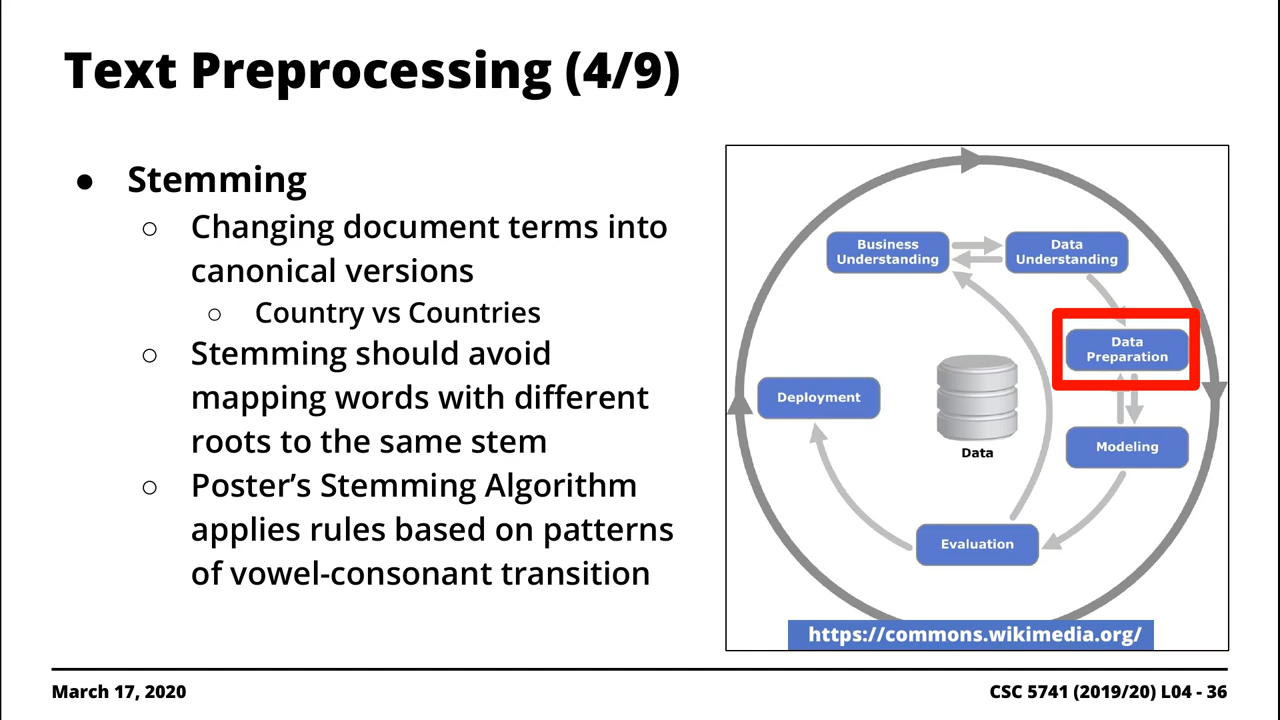 Text Preprocessing (4/9)
● Stemming
○ Changing document terms into
canonical versions
○ Country vs Countries
○ Stemming should avoid
mapping words with different
roots to the same stem
○ Poster’s Stemming Algorithm
applies rules based on patterns
of vowel-consonant transition
Business
Understanding
Data
Understanding
Data
Preparation
Deployment
Data
Modeling
Evaluation
https://commons.wikimedia.org/
March 17, 2020
CSC 5741 (2019/20) L04 - 36